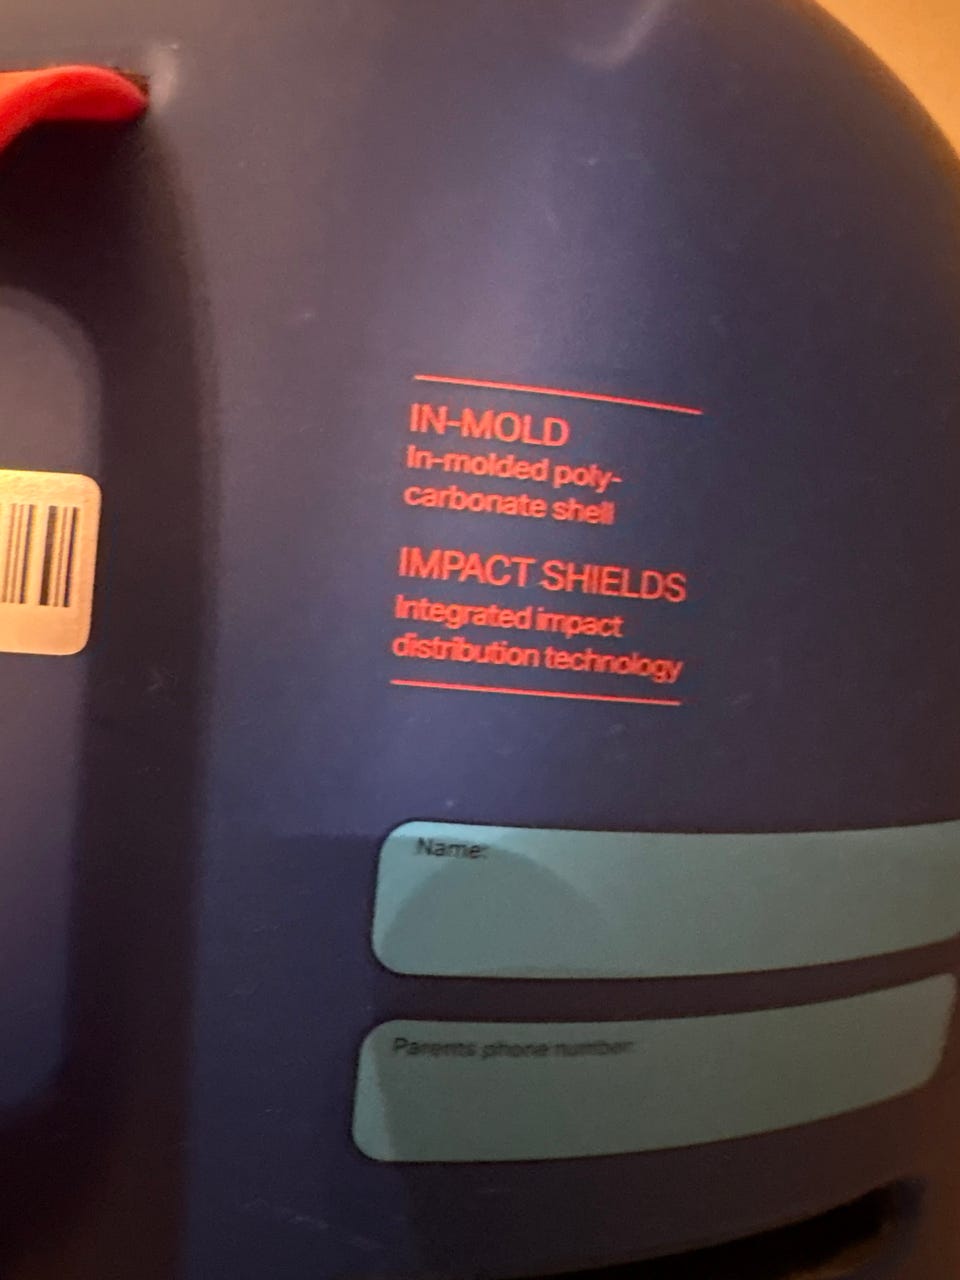 IN-MOLD
In-molded poly-
carbonate shell
IMPACT SHIELDS
Integrated impact
distribution technology
Name:
Parents phone number: